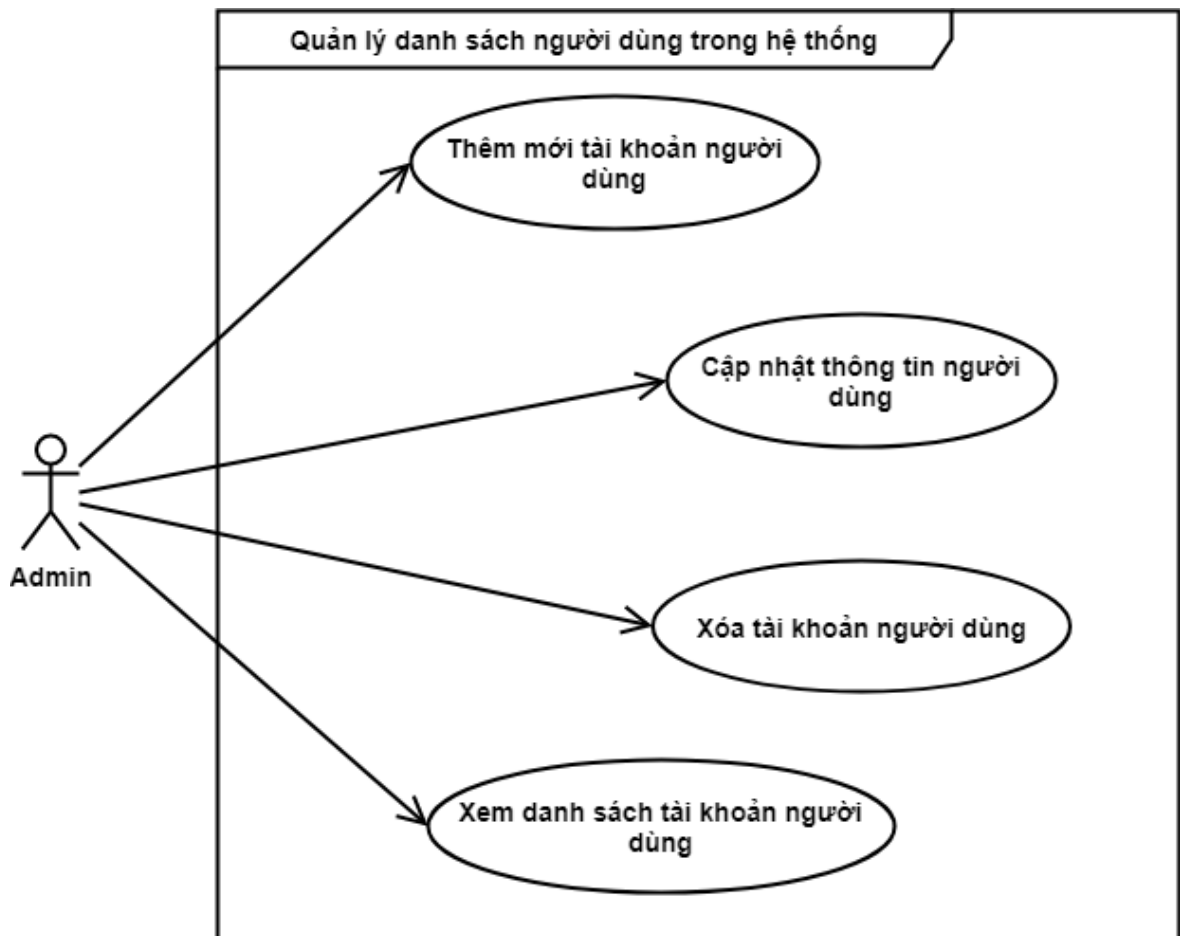 Quản lý danh sách người dùng trong hệ thống
Thêm mới tài khoản người
dùng
Cập nhật thông tin người
dùng
Admin
Xóa tài khoản người dùng
Xem danh sách tài khoản người
dùng